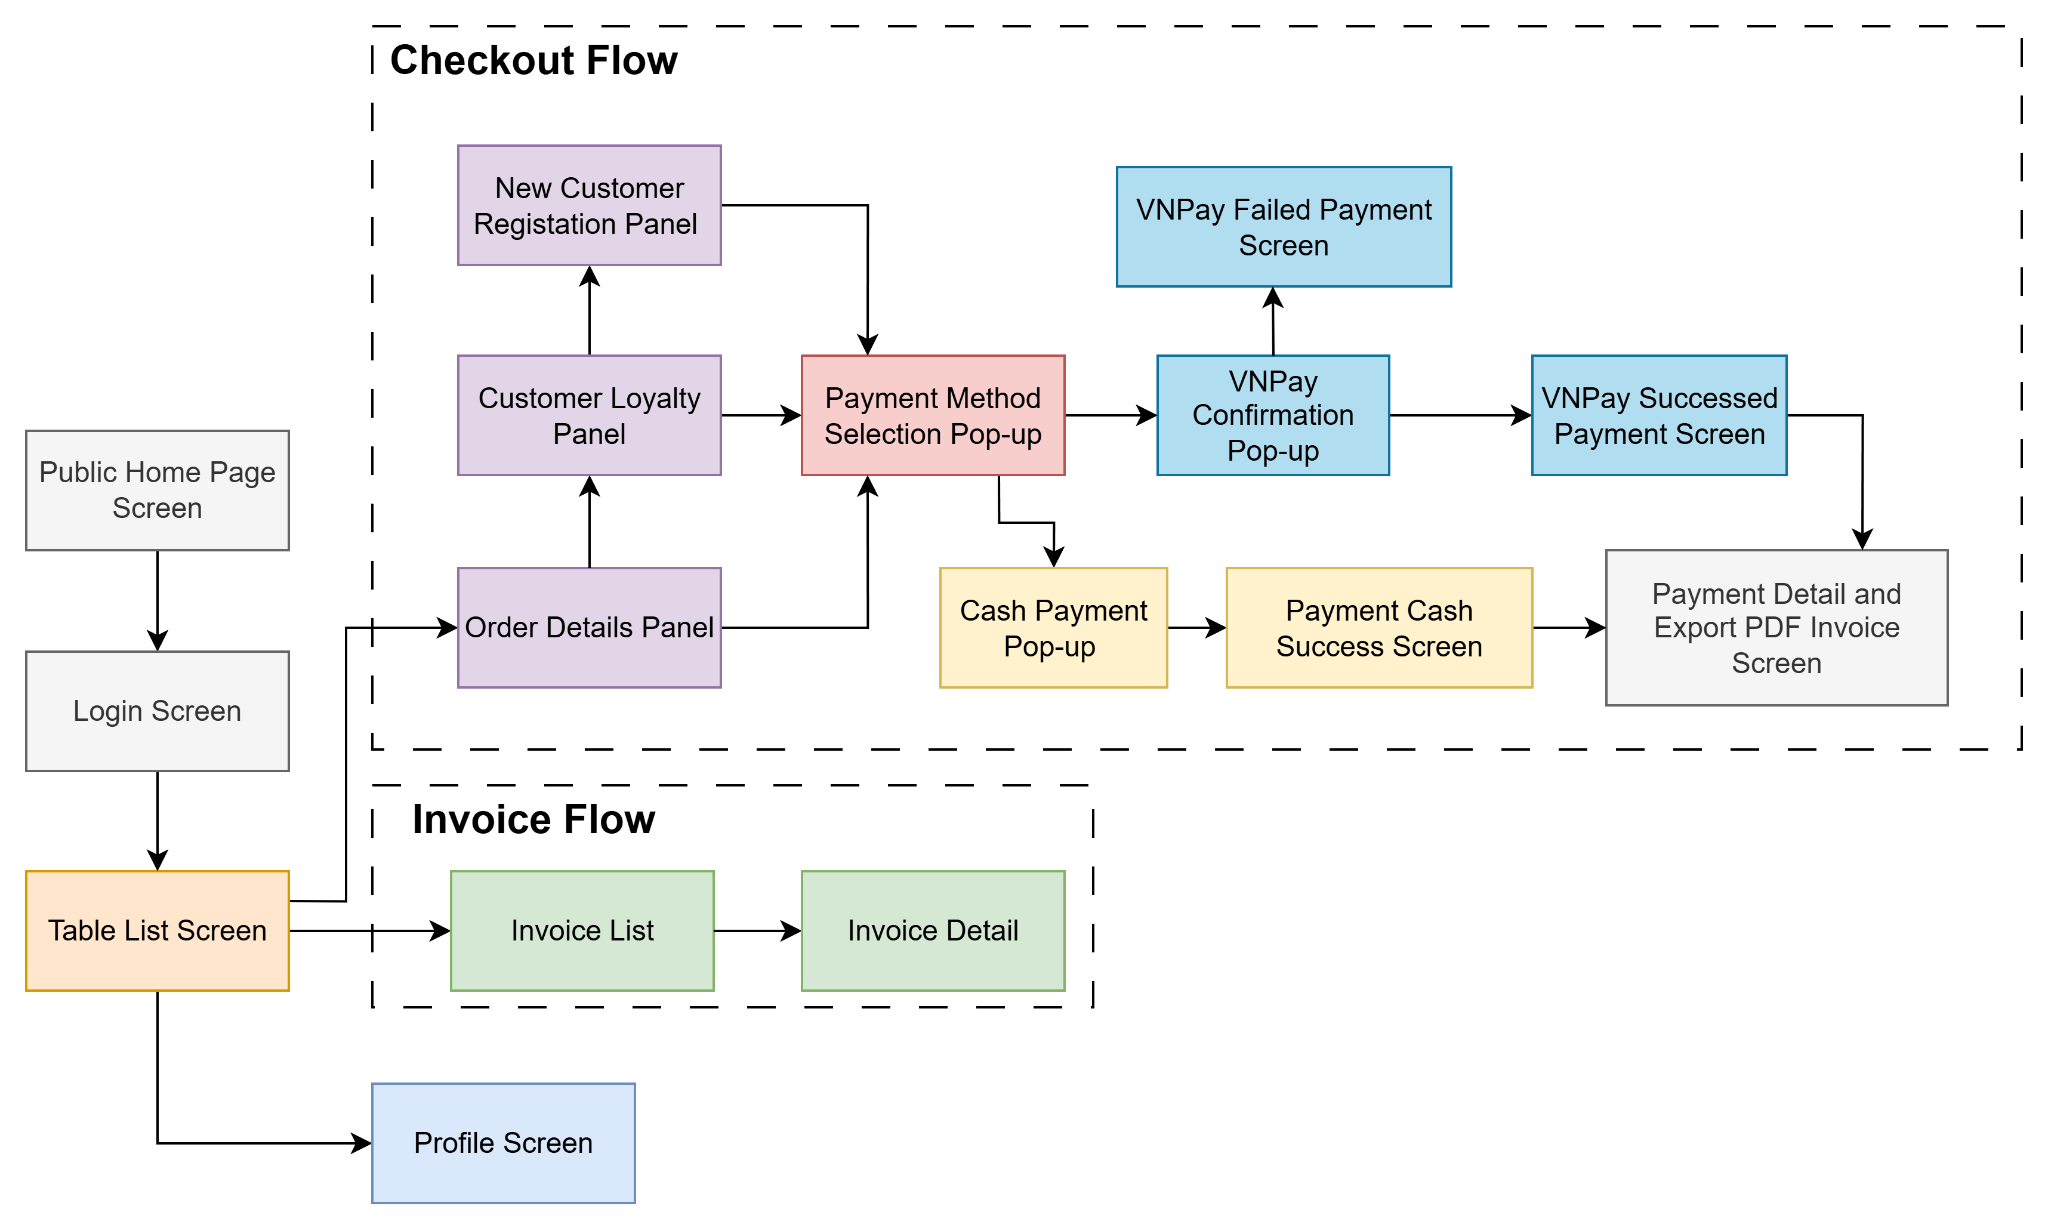 Checkout Flow
New Customer
Registation Panel
VNPay Failed Payment
Screen
Customer Loyalty
Panel
Payment Method
Selection Pop-up
VNPay
Confirmation
Pop-up
VNPay Successed
Payment Screen
Public Home Page
Screen
Order Details Panel
Cash Payment
Pop-up
Payment Cash
Success Screen
Payment Detail and
Export PDF Invoice
Screen
Login Screen
Invoice Flow
Table List Screen
Invoice List
Invoice Detail
Profile Screen